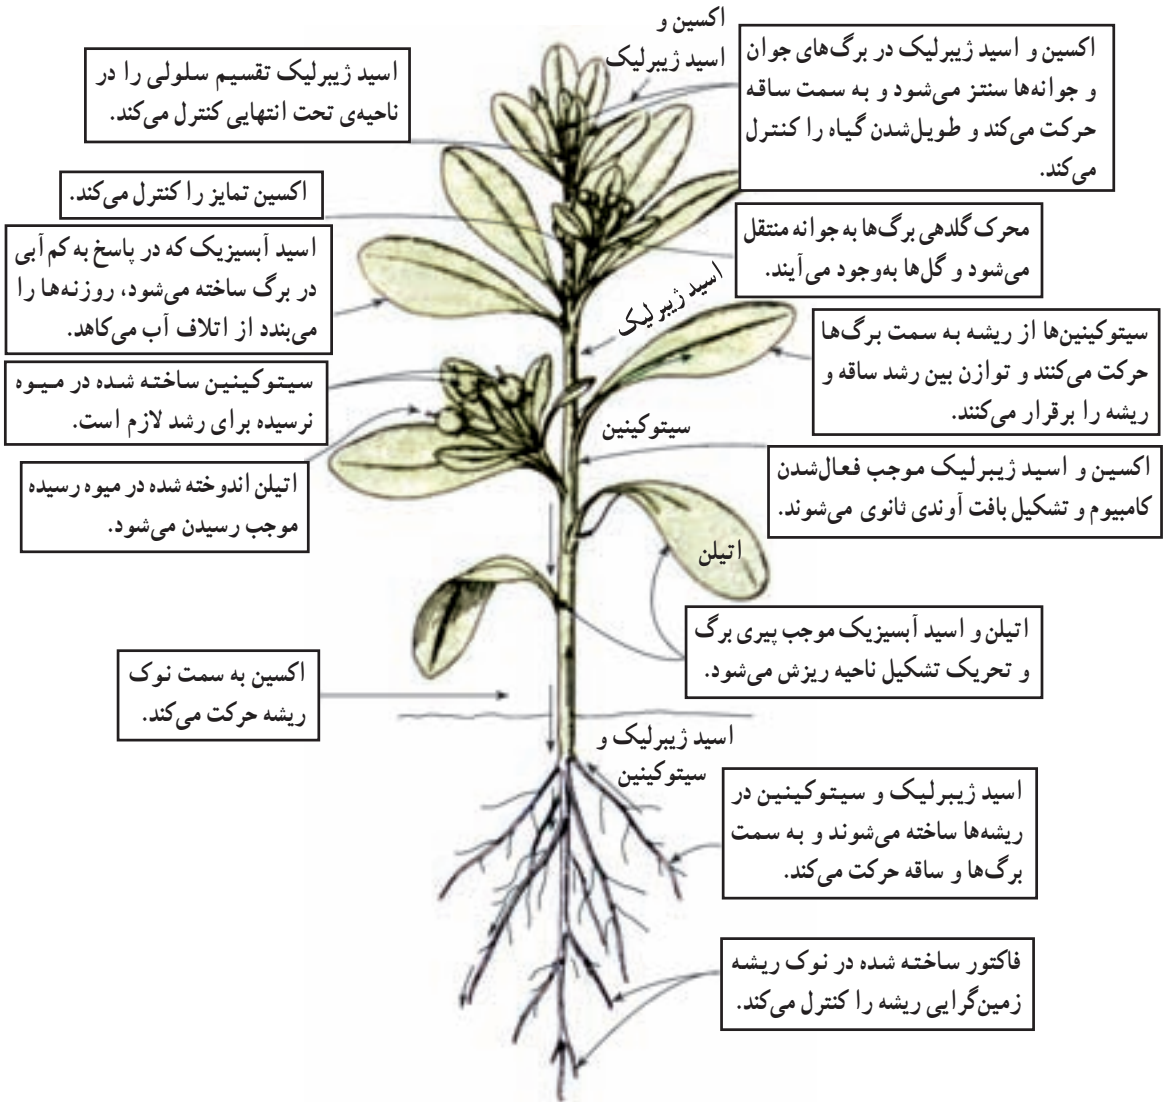 اکسین و
اسید ژیبرلیک
اکسین و اسید ژیبرلیک در برگ‌های جوان
و جوانه‌ها سنتز می‌شود و به سمت ساقه
حرکت می‌کند و طویل‌شدن گیاه را کنترل
می‌کند.
اسید ژیبرلیک تقسیم سلولی را در
ناحیه‌ی تحت انتهایی کنترل می‌کند.
اکسین تمایز را کنترل می‌کند.
محرک گلدهی برگ‌ها به جوانه منتقل
می‌شود و گل‌ها به‌وجود می‌آیند.
اسید آبسیزیک که در پاسخ به کم آبی
در برگ ساخته می‌شود، روزنه‌ها را
می‌بندد از اتلاف آب می‌کاهد.
اسید ژیبرلیک
سیتوکینین‌ها از ریشه به سمت برگ‌ها
حرکت می‌کنند و توازن بین رشد ساقه و
ریشه را برقرار می‌کنند.
سیتوکینین ساخته شده در میوه
نرسیده برای رشد لازم است.
سیتوکینین
اکسین و اسید ژیبرلیک موجب فعال‌شدن
کامبیوم و تشکیل بافت آوندی ثانوی می‌شوند.
اتیلن اندوخته شده در میوه رسیده
موجب رسیدن می‌شود.
اتیلن
اتیلن و اسید آبسیزیک موجب پیری برگ
و تحریک تشکیل ناحیه ریزش می‌شود.
اکسین به سمت نوک
ریشه حرکت می‌کند.
اسید ژیبرلیک و
سیتوکینین
اسید ژیبرلیک و سیتوکینین در
ریشه‌ها ساخته می‌شوند و به سمت
برگ‌ها و ساقه حرکت می‌کند.
فاکتور ساخته شده در نوک ریشه
زمین‌گرایی ریشه را کنترل می‌کند.